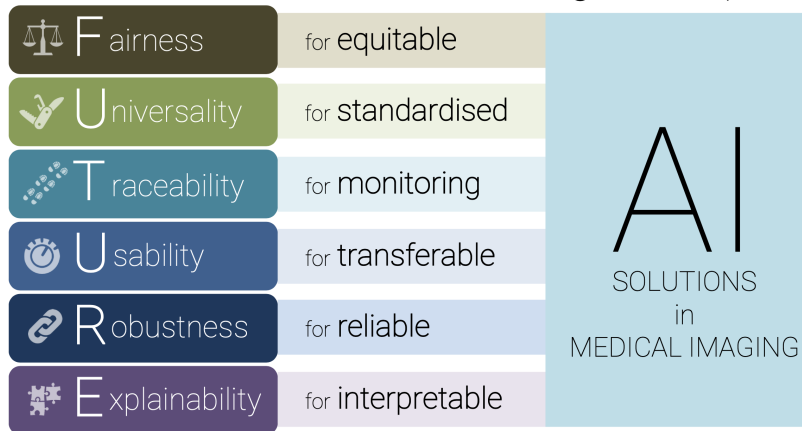 Fairness for equitable
Universality for standardised
Traceability for monitoring
Usability for transferable
Robustness for reliable
Explainability for interpretable
AI
SOLUTIONS
in
MEDICAL IMAGING